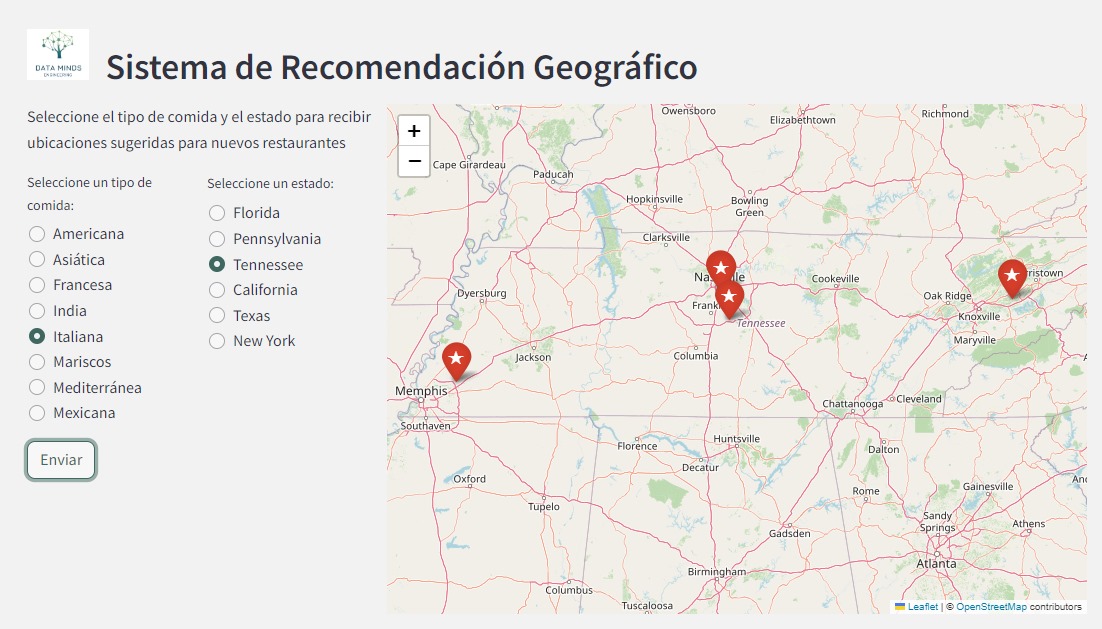 DATA MINDS
ENGINEERING
Sistema de Recomendación Geográfico
Seleccione el tipo de comida y el estado para recibir
ubicaciones sugeridas para nuevos restaurantes
Seleccione un tipo de
comida:
Americana
Asiática
Francesa
India
Italiana
Mariscos
Mediterránea
Mexicana
Enviar
Seleccione un estado:
Florida
Pennsylvania
Tennessee
California
Texas
New York
+
−
Owensboro
Elizabethtown
Richmond
Cape Girardeau
Paducah
Hopkinsville
Bowling
Green
Clarksville
Cookeville
Oak Ridge
Knoxville
Maryville
Dyersburg
Tennessee
Jackson
Columbia
Memphis
Southaven
Chattanooga
Cleveland
Florence
Huntsville
Decatur
Dalton
Oxford
Tupelo
Rome
Gainesville
Sandy
Springs
Athens
Gadsden
Atlanta
Birmingham
Columbus
Tuscaloosa
Leaflet | © OpenStreetMap contributors